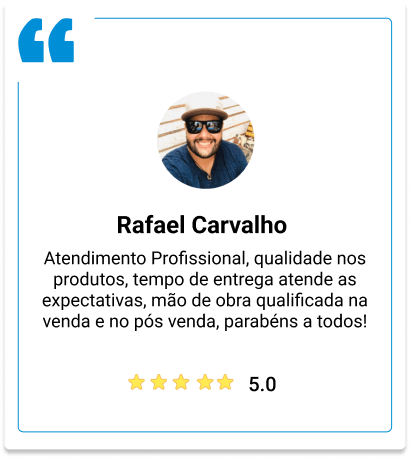 Rafael Carvalho
Atendimento Profissional, qualidade nos
produtos, tempo de entrega atende as
expectativas, mão de obra qualificada na
venda e no pós venda, parabéns a todos!
5.0